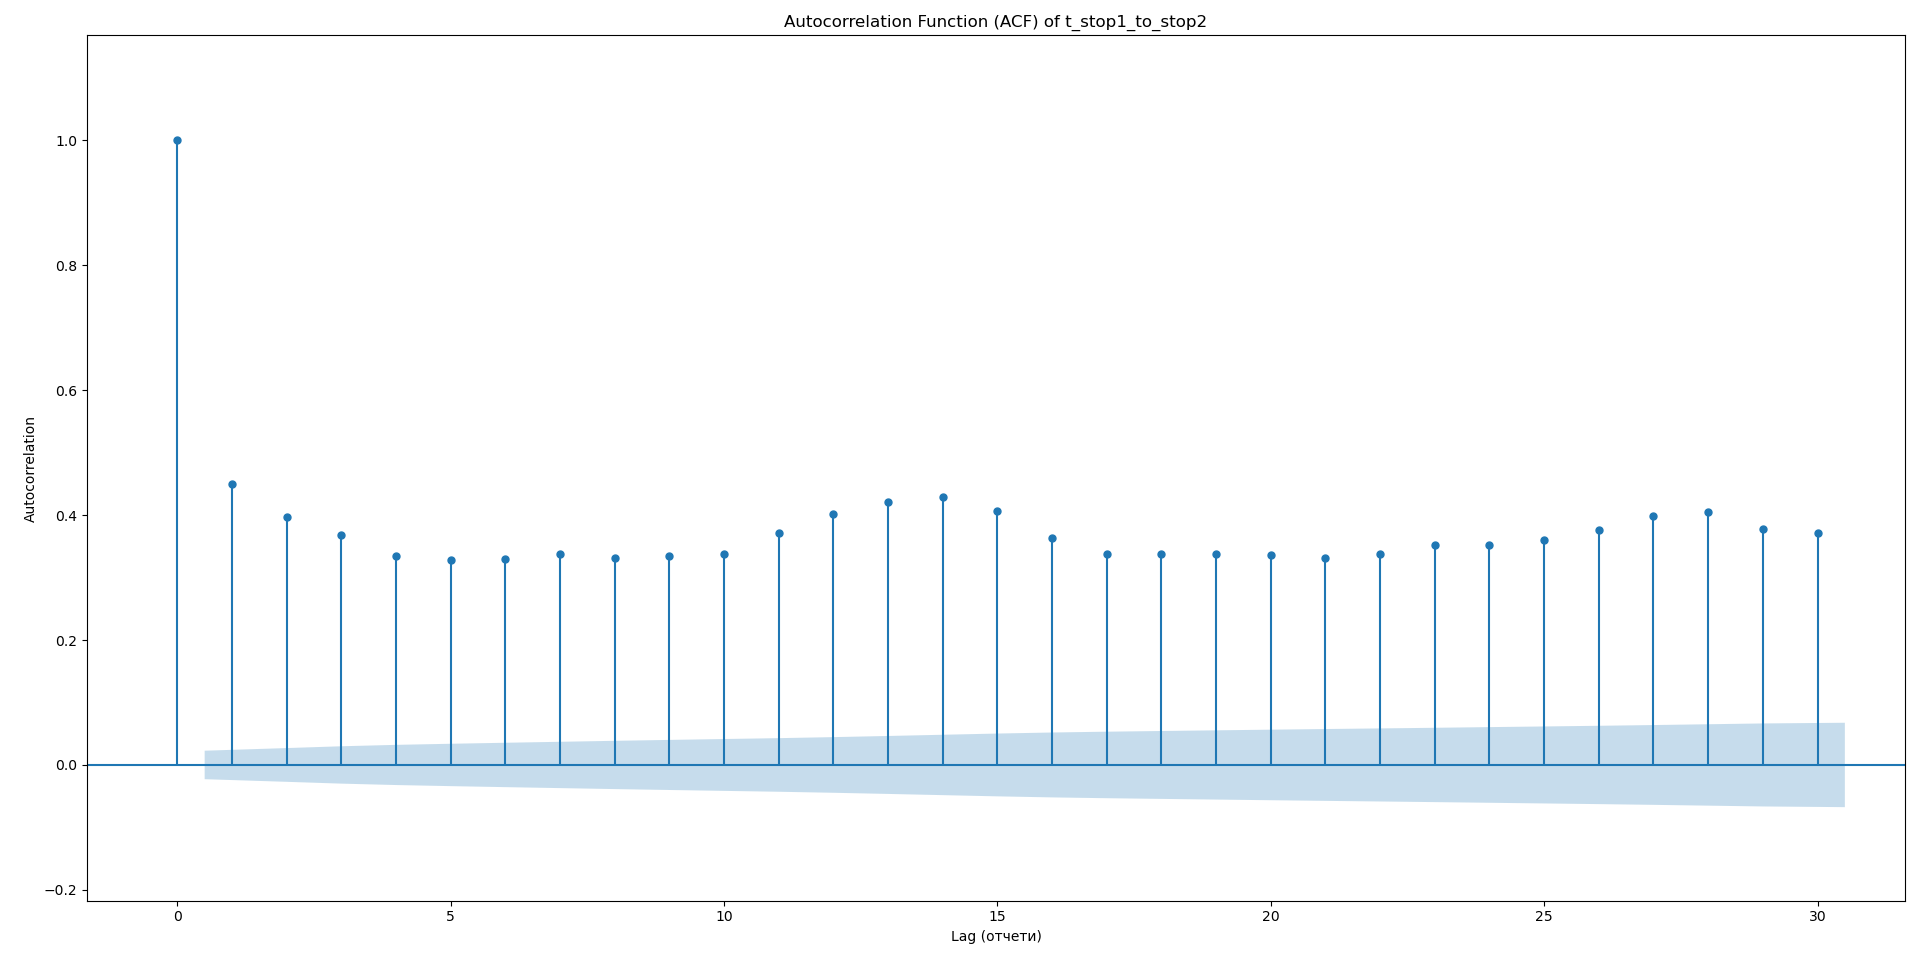 Autocorrelation Function (ACF) of t_stop1_to_stop2
Autocorrelation
1.0
0.8
0.6
0.4
0.2
0.0
−0.2
0 5 10 15 20 25 30
Lag (отчети)